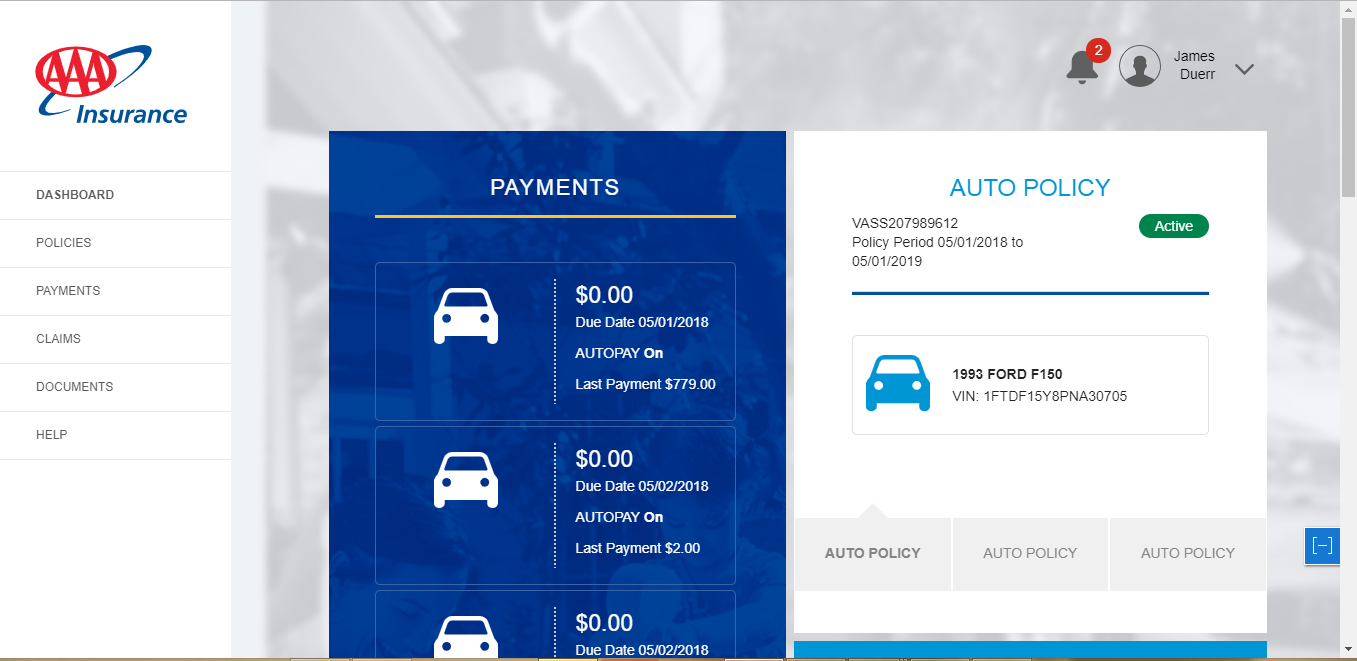 AAA
Insurance
DASHBOARD
POLICIES
PAYMENTS
CLAIMS
DOCUMENTS
HELP
2
James
Duerr
PAYMENTS
$0.00
Due Date 05/01/2018
AUTOPAY On
Last Payment $779.00
$0.00
Due Date 05/02/2018
AUTOPAY On
Last Payment $2.00
$0.00
Due Date 05/02/2018
AUTO POLICY
VASS207989612
Active
Policy Period 05/01/2018 to
05/01/2019
1993 FORD F150
VIN: 1FTDF15Y8PNA30705
AUTO POLICY
AUTO POLICY
AUTO POLICY